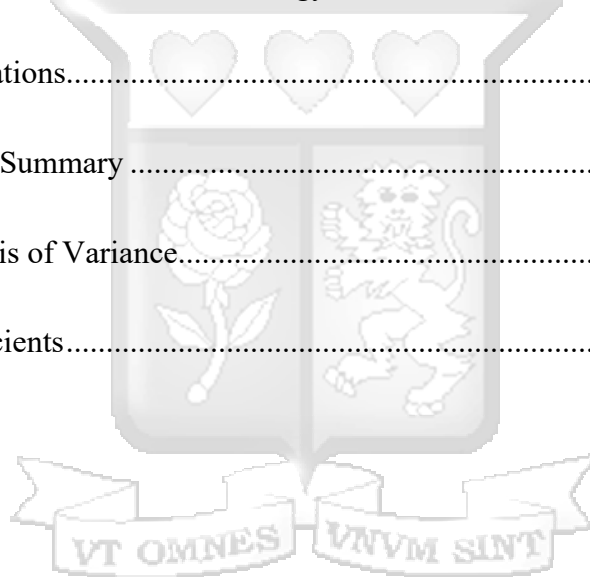 ations....................................................................
Summary ............................................................
is of Variance.....................................................
cients....................................................................
VT OMNES VNVM SINT